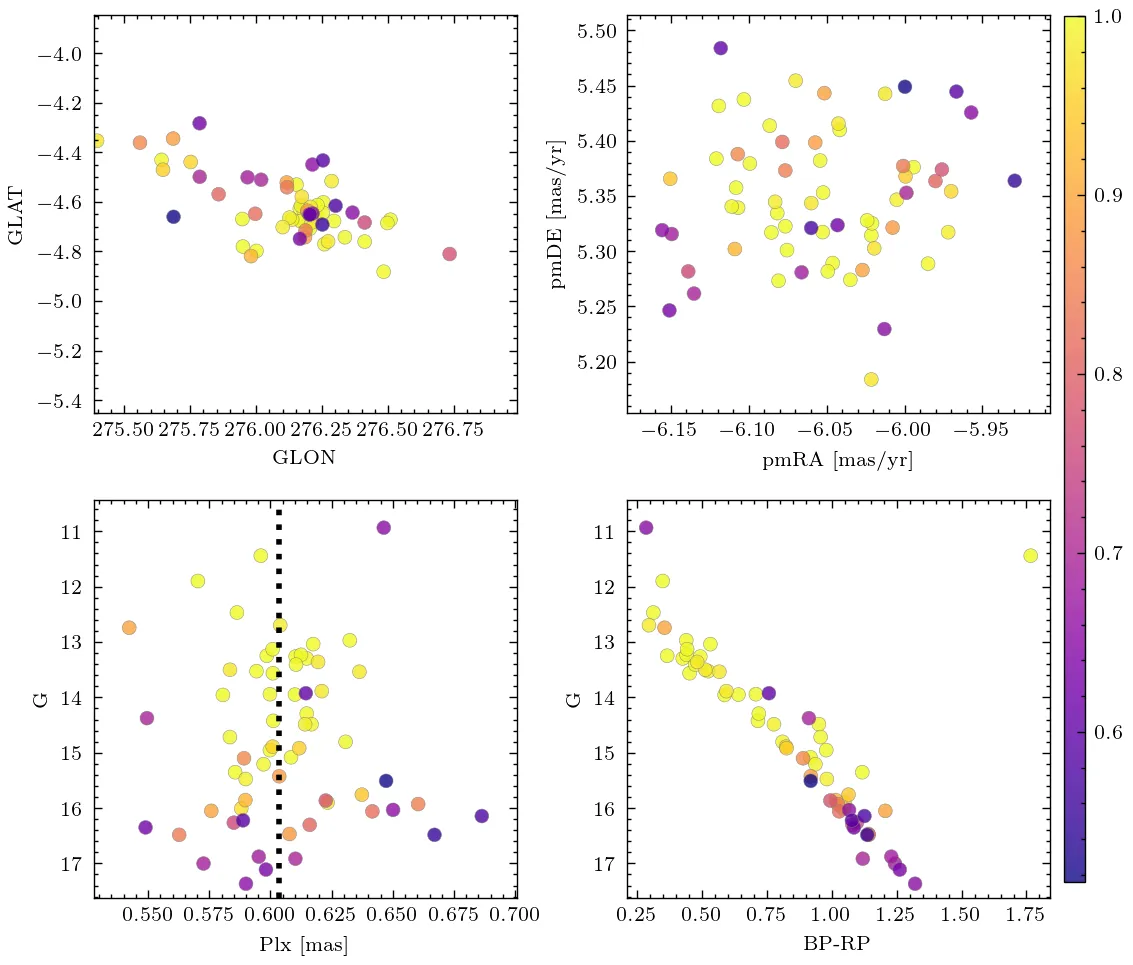 −4.0
−4.2
−4.4
−4.6
−4.8
−5.0
−5.2
−5.4
GLAT
275.50 275.75 276.00 276.25 276.50 276.75
GLON
5.50
5.45
5.40
5.35
5.30
5.25
5.20
pmDE [mas/yr]
−6.15 −6.10 −6.05 −6.00 −5.95
pmRA [mas/yr]
1.0
0.9
0.8
0.7
0.6
11
12
13
14
15
16
17
G
0.550 0.575 0.600 0.625 0.650 0.675 0.700
Plx [mas]
11
12
13
14
15
16
17
G
0.25 0.50 0.75 1.00 1.25 1.50 1.75
BP-RP